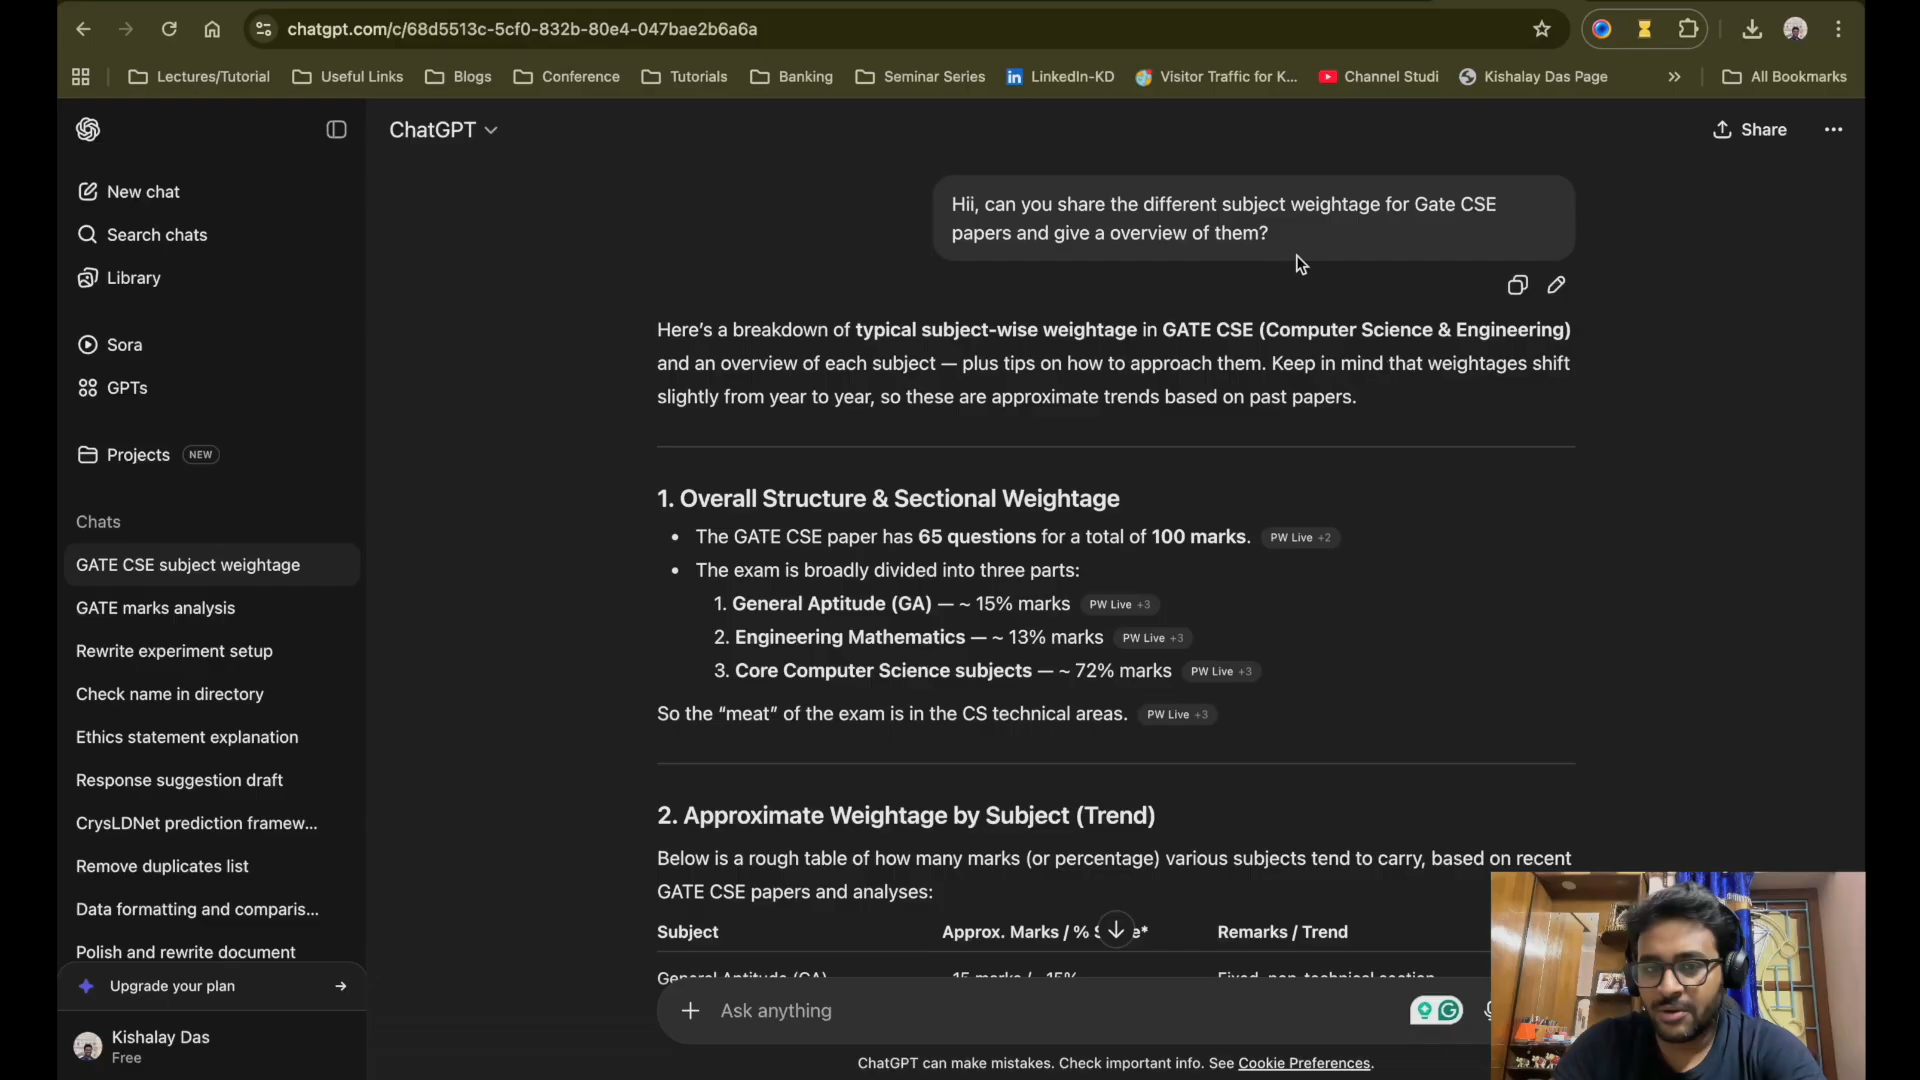 chatgpt.com/c/68d5513c-5cf0-832b-80e4-047bae2b6a6a
Lectures/Tutorial
Useful Links
Blogs
Conference
Tutorials
Banking
Seminar Series
LinkedIn-KD
Visitor Traffic for K...
Channel Studi
Kishalay Das Page
All Bookmarks
ChatGPT
Share
New chat
Search chats
Library
Sora
GPTs
Projects NEW
Chats
GATE CSE subject weightage
GATE marks analysis
Rewrite experiment setup
Check name in directory
Ethics statement explanation
Response suggestion draft
CrysLDNet prediction framew...
Remove duplicates list
Data formatting and comparis...
Polish and rewrite document
Upgrade your plan
Kishalay Das
Free
Hii, can you share the different subject weightage for Gate CSE
papers and give a overview of them?
Here's a breakdown of typical subject-wise weightage in GATE CSE (Computer Science & Engineering)
and an overview of each subject — plus tips on how to approach them. Keep in mind that weightages shift
slightly from year to year, so these are approximate trends based on past papers.
1. Overall Structure & Sectional Weightage
• The GATE CSE paper has 65 questions for a total of 100 marks. PW Live +2
• The exam is broadly divided into three parts:
1. General Aptitude (GA) — ~ 15% marks PW Live +3
2. Engineering Mathematics — ~ 13% marks PW Live +3
3. Core Computer Science subjects — ~ 72% marks PW Live +3
So the “meat” of the exam is in the CS technical areas. PW Live +3
2. Approximate Weightage by Subject (Trend)
Below is a rough table of how many marks (or percentage) various subjects tend to carry, based on recent
GATE CSE papers and analyses:
Subject Approx. Marks / % Remarks / Trend
General Aptitude (GA) 15 marks / ~15% Fixed, non-technical section
Ask anything
ChatGPT can make mistakes. Check important info. See Cookie Preferences.